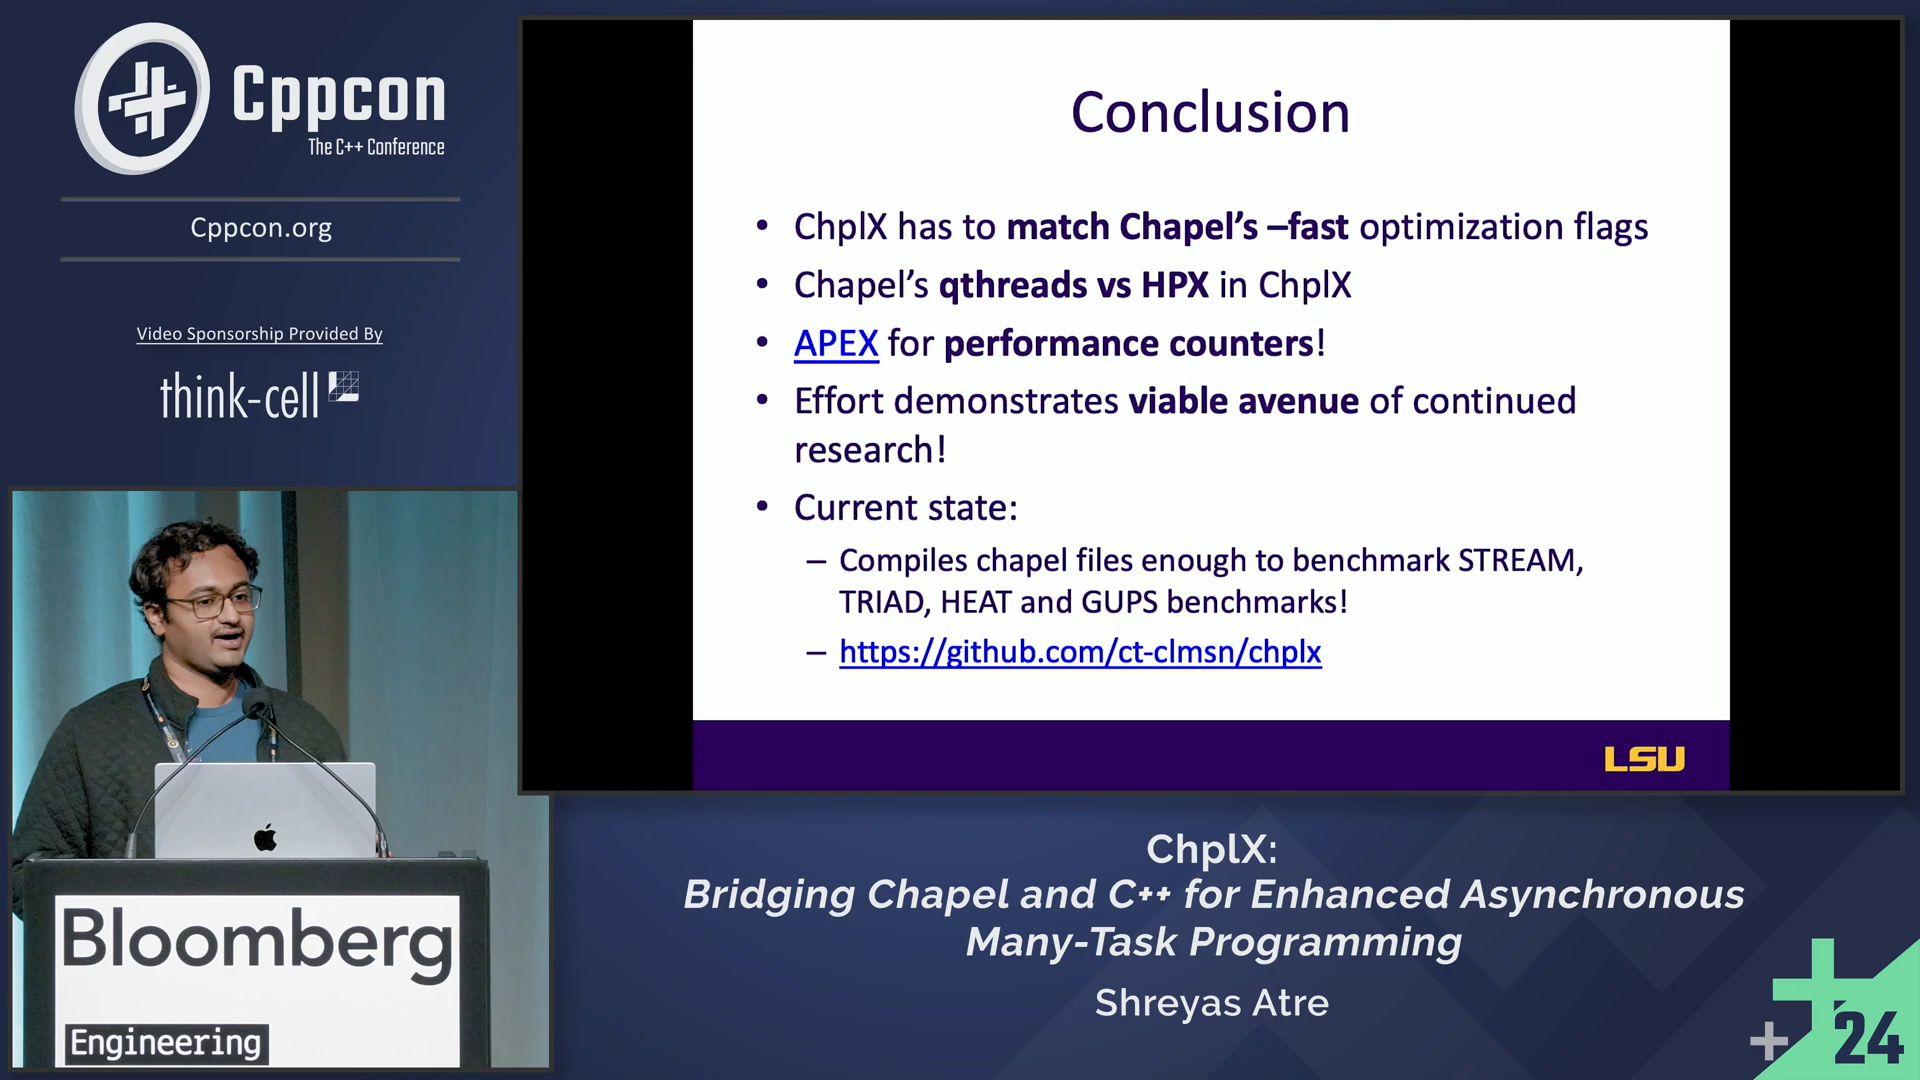 Cppcon
The C++ Conference
Cppcon.org
Video Sponsorship Provided By
think-cell
Conclusion
• ChplX has to match Chapel’s –fast optimization flags
• Chapel’s qthreads vs HPX in ChplX
• APEX for performance counters!
• Effort demonstrates viable avenue of continued
research!
• Current state:
– Compiles chapel files enough to benchmark STREAM,
TRIAD, HEAT and GUPS benchmarks!
– https://github.com/ct-clmsn/chplx
LSU
Bloomberg
Engineering
ChplX:
Bridging Chapel and C++ for Enhanced Asynchronous
Many-Task Programming
Shreyas Atre
24